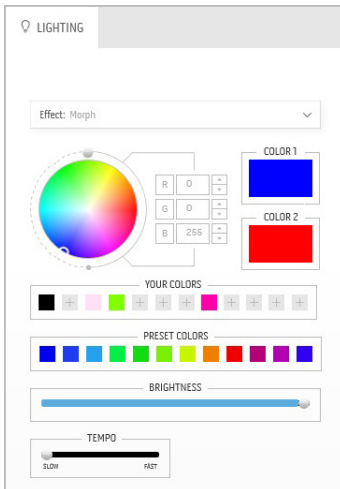 LIGHTING
Effect: Morph
COLOR 1
R 0
G 0
B 255
COLOR 2
YOUR COLORS
PRESET COLORS
BRIGHTNESS
TEMPO
SLOW FAST